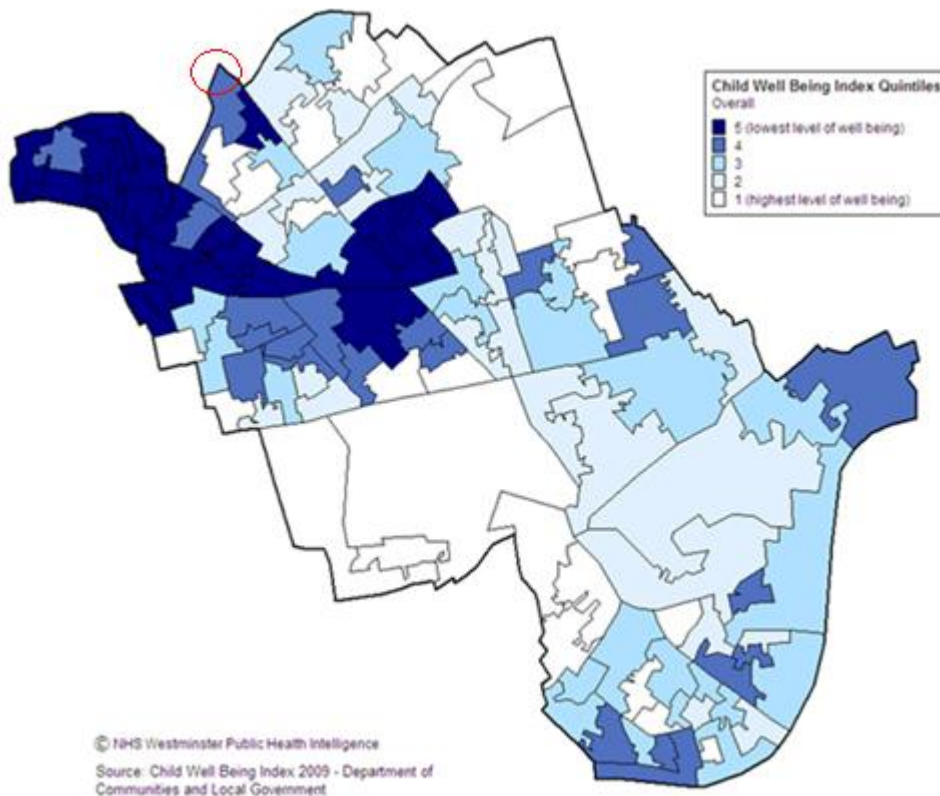 Child Well Being Index Quintiles
Overall
5 (lowest level of well being)
4
3
2
1 (highest level of well being)
© NHS Westminster Public Health Intelligence
Source: Child Well Being Index 2009 - Department of
Communities and Local Government